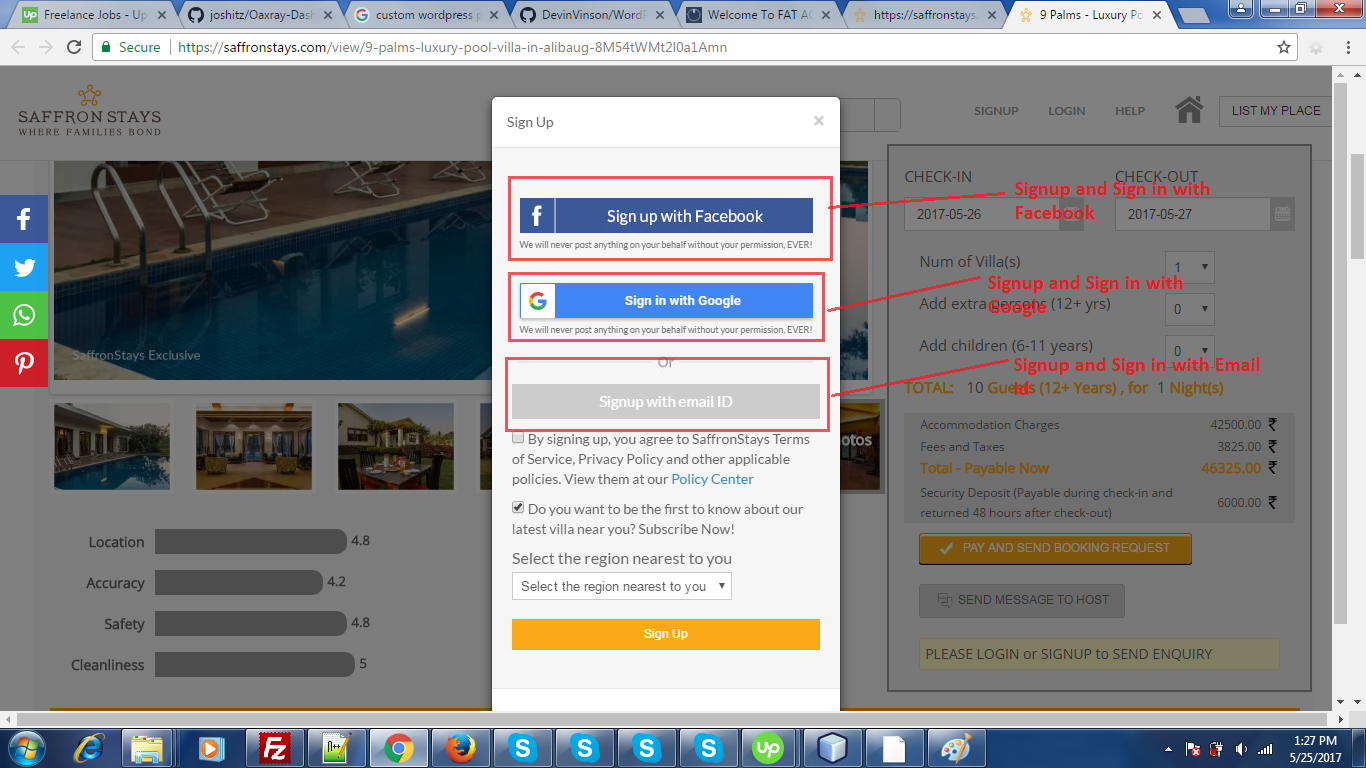 Freelance Jobs - Up
joshitz/Oaxray-Dash
custom wordpress p
DevinVinson/WordP
Welcome To FAT AC
https://saffronstays.
9 Palms - Luxury Po
Secure
https://saffronstays.com/view/9-palms-luxury-pool-villa-in-alibaug-8M54tWMt2I0a1Amn
SAFFRON STAYS
WHERE FAMILIES BOND
SIGNUP
LOGIN
HELP
LIST MY PLACE
Sign Up
×
Sign up with Facebook
We will never post anything on your behalf without your permission, EVER!
Sign in with Google
We will never post anything on your behalf without your permission, EVER!
Or
Signup with email ID
By signing up, you agree to SaffronStays Terms
of Service, Privacy Policy and other applicable
policies. View them at our Policy Center
Do you want to be the first to know about our
latest villa near you? Subscribe Now!
Select the region nearest to you
Select the region nearest to you
Sign Up
CHECK-IN
CHECK-OUT
Signup and Sign in with
Facebook
2017-05-26
2017-05-27
Num of Villa(s)
1
Signup and Sign in with
Google
Add extra persons (12+ yrs)
0
Add children (6-11 years)
0
Signup and Sign in with Email
Id
TOTAL: 10 Guests (12+ Years) , for 1 Night(s)
Accommodation Charges 42500.00 ₹
Fees and Taxes 3825.00 ₹
Total - Payable Now 46325.00 ₹
Security Deposit (Payable during check-in and
returned 48 hours after check-out) 6000.00 ₹
PAY AND SEND BOOKING REQUEST
SEND MESSAGE TO HOST
PLEASE LOGIN or SIGNUP to SEND ENQUIRY
SaffronStays Exclusive
otos
Location 4.8
Accuracy 4.2
Safety 4.8
Cleanliness 5
1:27 PM
5/25/2017